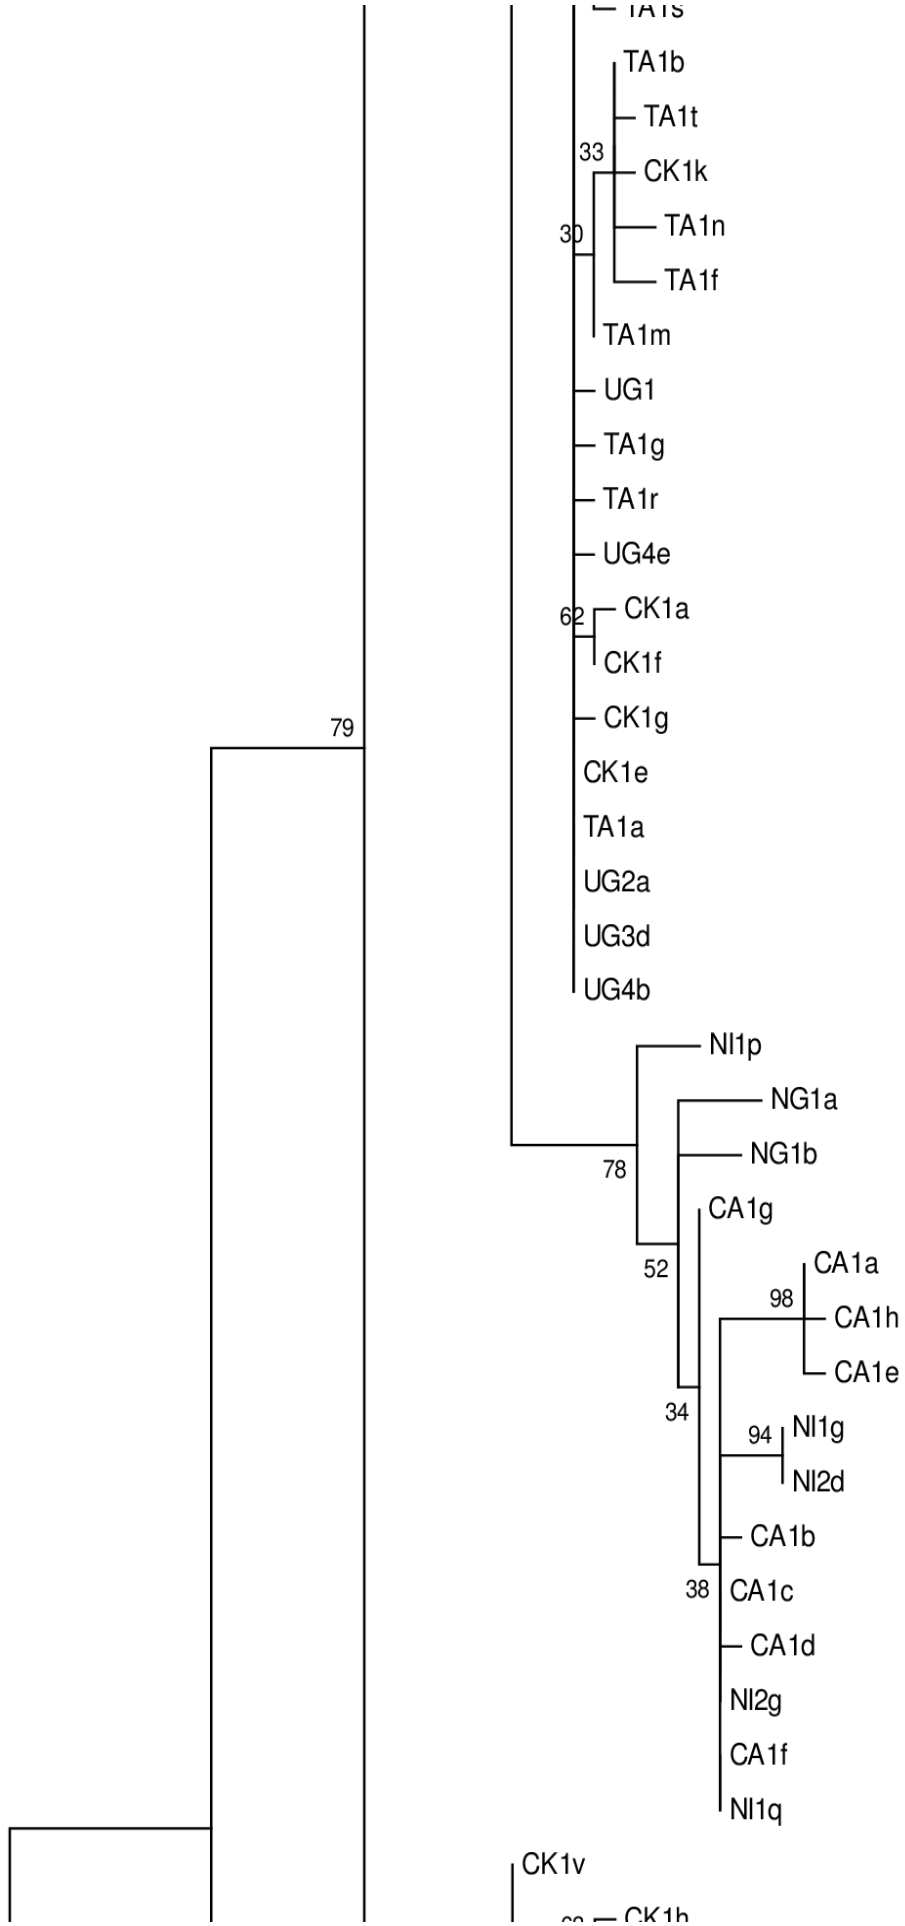 TA1s
TA1b
TA1t
33
CK1k
TA1n
30
TA1f
TA1m
UG1
TA1g
TA1r
UG4e
CK1a
62
CK1f
CK1g
79
CK1e
TA1a
UG2a
UG3d
UG4b
NI1p
NG1a
NG1b
78
CA1g
CA1a
52
98
CA1h
CA1e
34
NI1g
94
NI2d
CA1b
38
CA1c
CA1d
NI2g
CA1f
NI1q
CK1v
CK1h